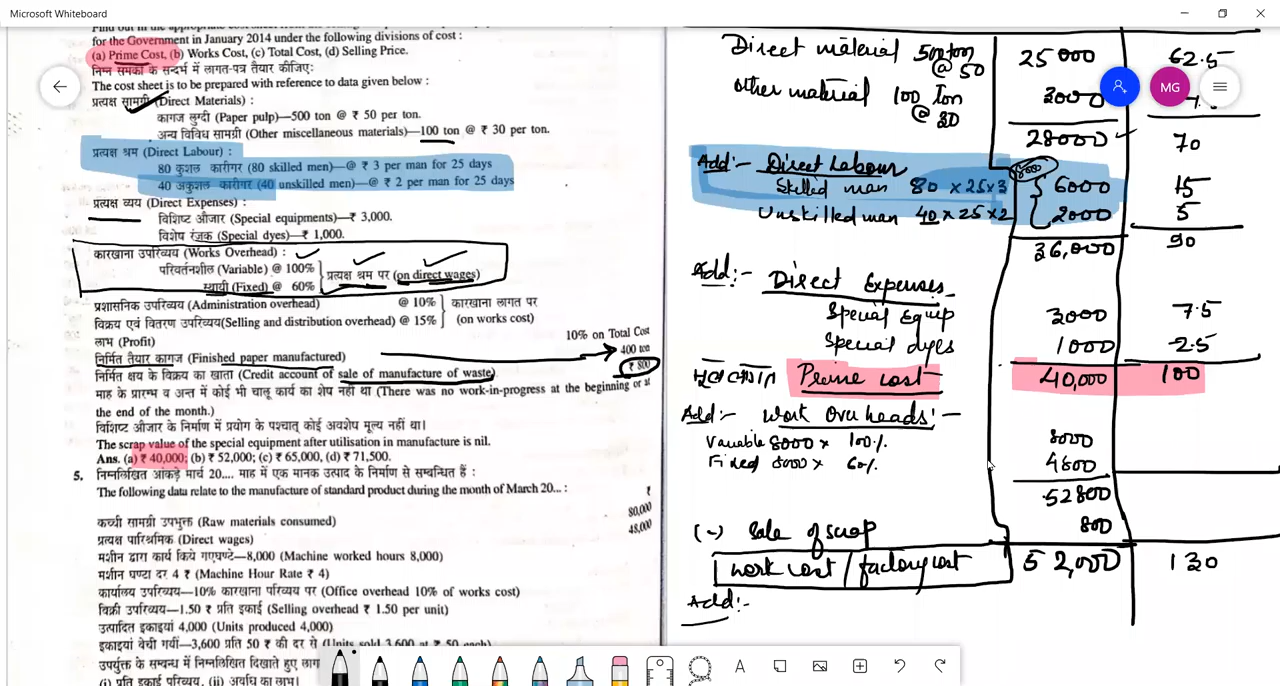 Microsoft Whiteboard
for the Government in January 2014 under the following divisions of cost :
(a) Prime Cost, (b) Works Cost, (c) Total Cost, (d) Selling Price.
निम्न समंकों के सन्दर्भ में लागत-पत्र तैयार कीजिए:
The cost sheet is to be prepared with reference to data given below :
प्रत्यक्ष सामग्री (Direct Materials) :
कागज लुग्दी (Paper pulp)—500 ton @ ₹ 50 per ton.
अन्य विविध सामग्री (Other miscellaneous materials)—100 ton @ ₹ 30 per ton.
प्रत्यक्ष श्रम (Direct Labour) :
80 कुशल कारीगर (80 skilled men)—@ ₹ 3 per man for 25 days
40 अकुशल कारीगर (40 unskilled men)—@ ₹ 2 per man for 25 days
प्रत्यक्ष व्यय (Direct Expenses) :
विशिष्ट औजार (Special equipments)—₹ 3,000.
विशेष रंजक (Special dyes)—₹ 1,000.
कारखाना उपरिव्यय (Works Overhead) :
परिवर्तनशील (Variable) @ 100%
प्रत्यक्ष श्रम पर (on direct wages)
स्थायी (Fixed) @ 60%
प्रशासनिक उपरिव्यय (Administration overhead) @ 10% कारखाना लागत पर
विक्रय एवं वितरण उपरिव्यय(Selling and distribution overhead) @ 15% (on works cost)
लाभ (Profit) 10% on Total Cost
निर्मित तैयार कागज (Finished paper manufactured) 400 ton
निर्मित क्षय के विक्रय का खाता (Credit account of sale of manufacture of waste) ₹ 800
माह के प्रारम्भ व अन्त में कोई भी चालू कार्य का शेष नहीं था (There was no work-in-progress at the beginning or at
the end of the month.)
विशिष्ट औजार के निर्माण में प्रयोग के पश्चात् कोई अवशेष मूल्य नहीं था।
The scrap value of the special equipment after utilisation in manufacture is nil.
Ans. (a) ₹ 40,000; (b) ₹ 52,000; (c) ₹ 65,000, (d) ₹ 71,500.
5. निम्नलिखित आंकड़े मार्च 20.... माह में एक मानक उत्पाद के निर्माण से सम्बन्धित हैं :
The following data relate to the manufacture of standard product during the month of March 20... :
₹
कच्ची सामग्री उपभुक्त (Raw materials consumed) 80,000
प्रत्यक्ष पारिश्रमिक (Direct wages) 48,000
मशीन द्वारा कार्य किये गए घण्टे—8,000 (Machine worked hours 8,000)
मशीन घण्टा दर 4 ₹ (Machine Hour Rate ₹ 4)
कार्यालय उपरिव्यय—10% कारखाना परिव्यय पर (Office overhead 10% of works cost)
विक्री उपरिव्यय—1.50 ₹ प्रति इकाई (Selling overhead ₹ 1.50 per unit)
उत्पादित इकाइयां 4,000 (Units produced 4,000)
इकाइयां बेची गयीं—3,600 प्रति 50 ₹ की दर से (Units sold 3,600 at ₹ 50 each)
उपर्युक्त के सम्बन्ध में निम्नलिखित दिखाते हुए लाग
(i) प्रति इकाई परिव्यय, (ii) अवधि का लाभ।
Direct material 500 ton @ 50 25000 62.5
other material 100 Ton @ 30 3000
28000 70
MG
Add:- Direct Labour
Skilled man 80 x 25 x 3 6000 15
Unskilled man 40 x 25 x 2 2000 5
36,000 90
Add:- Direct Expenses
Special Equip 3000 7.5
Special dyes 1000 2.5
Prime cost 40,000 100
Add:- Work Overheads:-
Variable 8000 x 100% 8000
Fixed 8000 x 60% 4800
52800
(-) Sale of scrap 800
Work cost / factory cost 52,000 130
Add:-
A